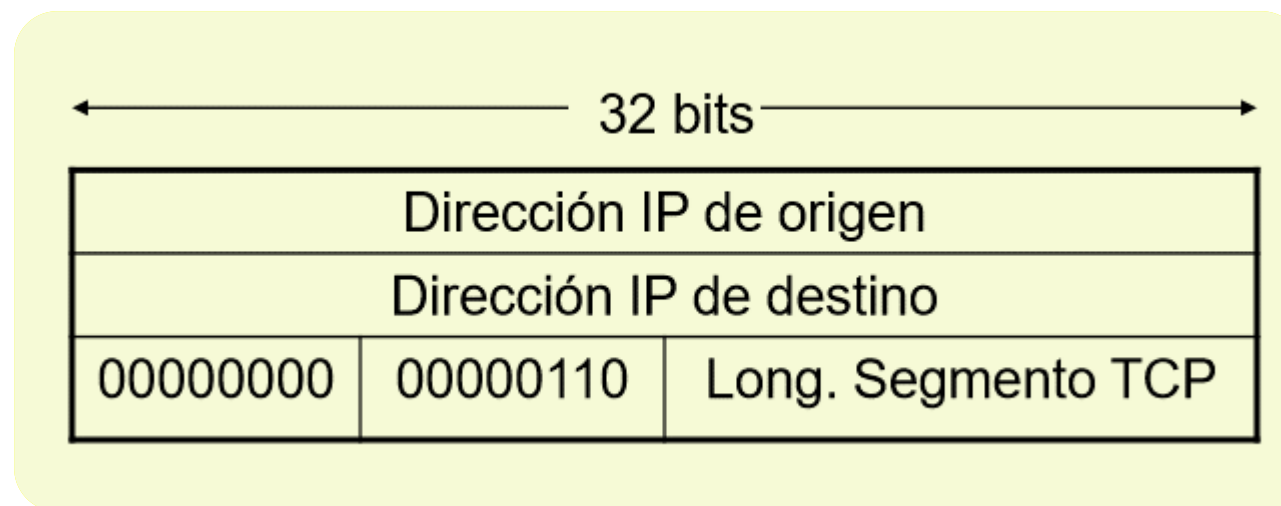 32 bits
Dirección IP de origen
Dirección IP de destino
00000000 00000110 Long. Segmento TCP